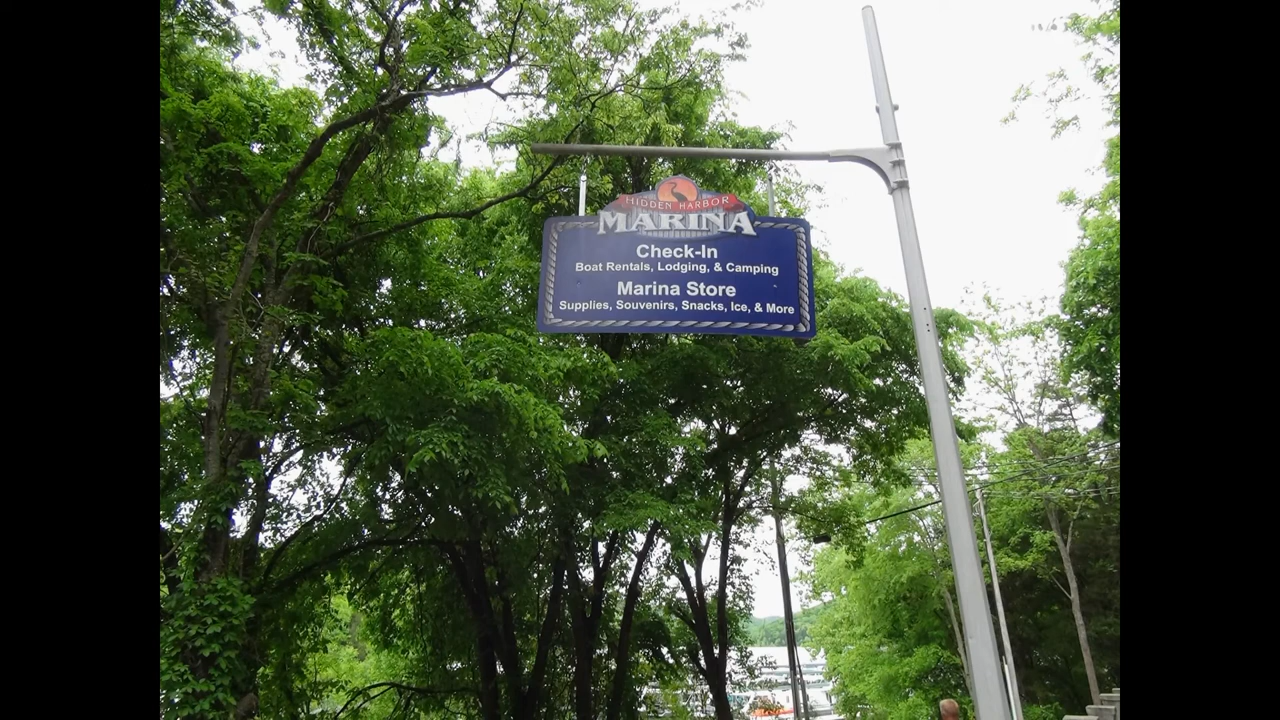 HIDDEN HARBOR
MARINA
Check-In
Boat Rentals, Lodging, & Camping
Marina Store
Supplies, Souvenirs, Snacks, Ice, & More